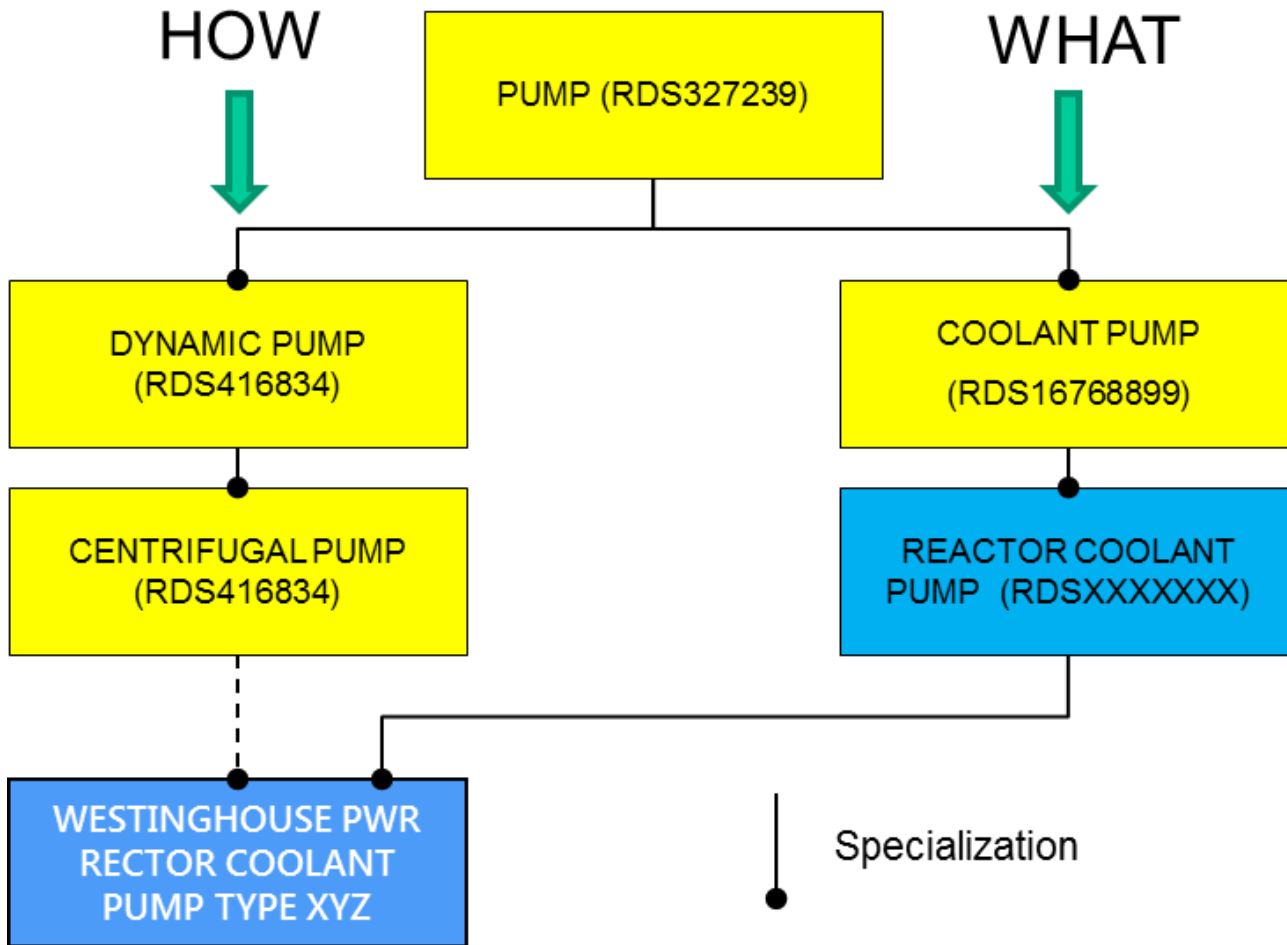 HOW
WHAT
PUMP (RDS327239)
DYNAMIC PUMP
(RDS416834)
COOLANT PUMP
(RDS16768899)
CENTRIFUGAL PUMP
(RDS416834)
REACTOR COOLANT
PUMP (RDSXXXXXXX)
WESTINGHOUSE PWR
RECTOR COOLANT
PUMP TYPE XYZ
Specialization